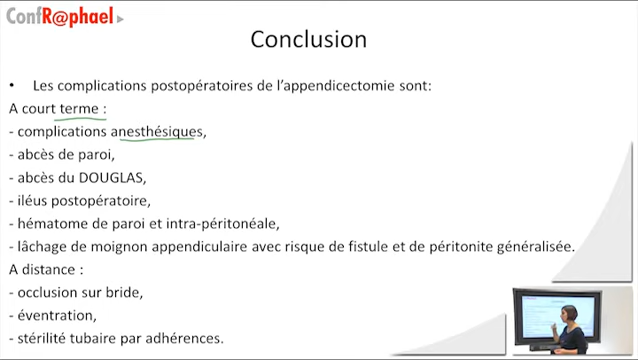 ConfR@phael
Conclusion
• Les complications postopératoires de l'appendicectomie sont:
A court terme :
- complications anesthésiques,
- abcès de paroi,
- abcès du DOUGLAS,
- iléus postopératoire,
- hématome de paroi et intra-péritonéale,
- lâchage de moignon appendiculaire avec risque de fistule et de péritonite généralisée.
A distance :
- occlusion sur bride,
- éventration,
- stérilité tubaire par adhérences.